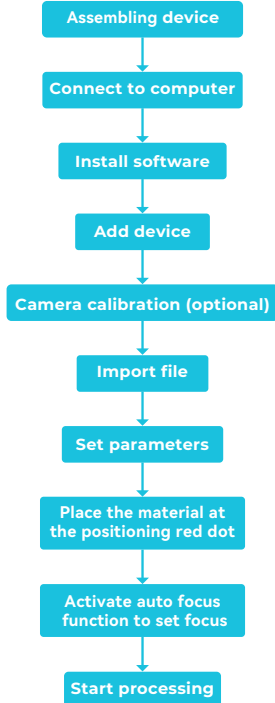 Assembling device
Connect to computer
Install software
Add device
Camera calibration (optional)
Import file
Set parameters
Place the material at
the positioning red dot
Activate auto focus
function to set focus
Start processing